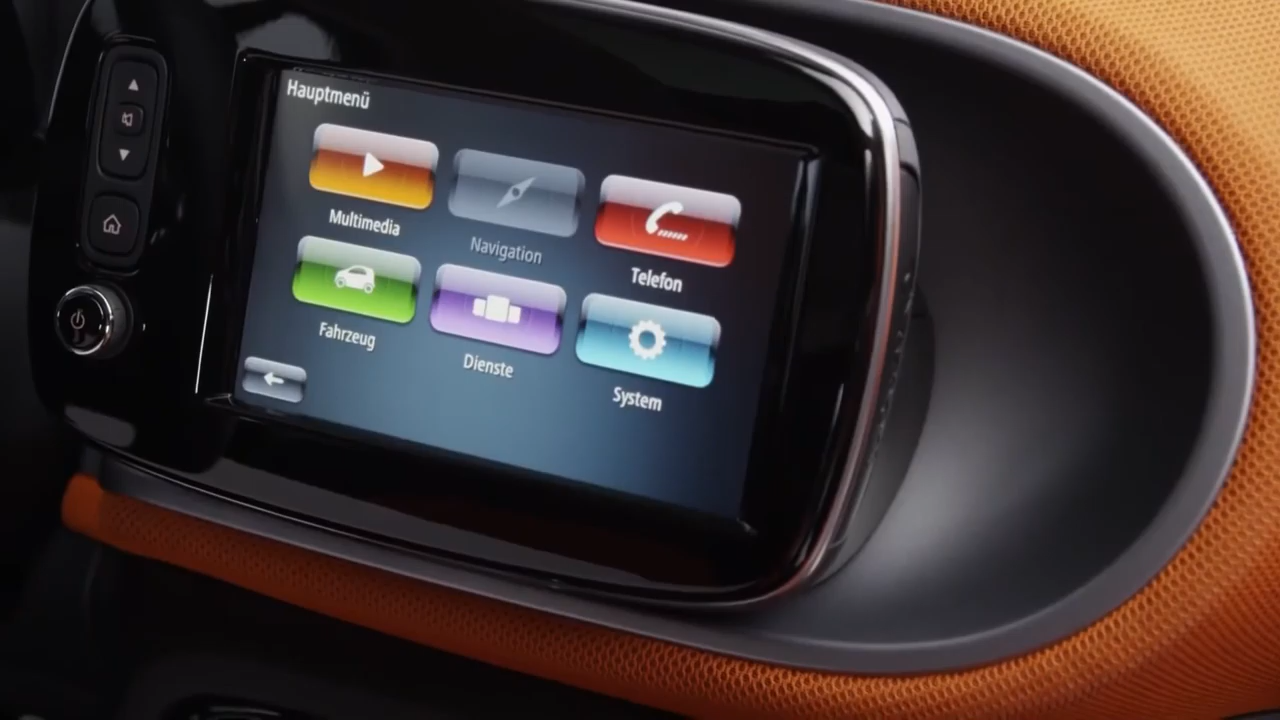 Hauptmenü
Multimedia
Navigation
Telefon
Fahrzeug
Dienste
System